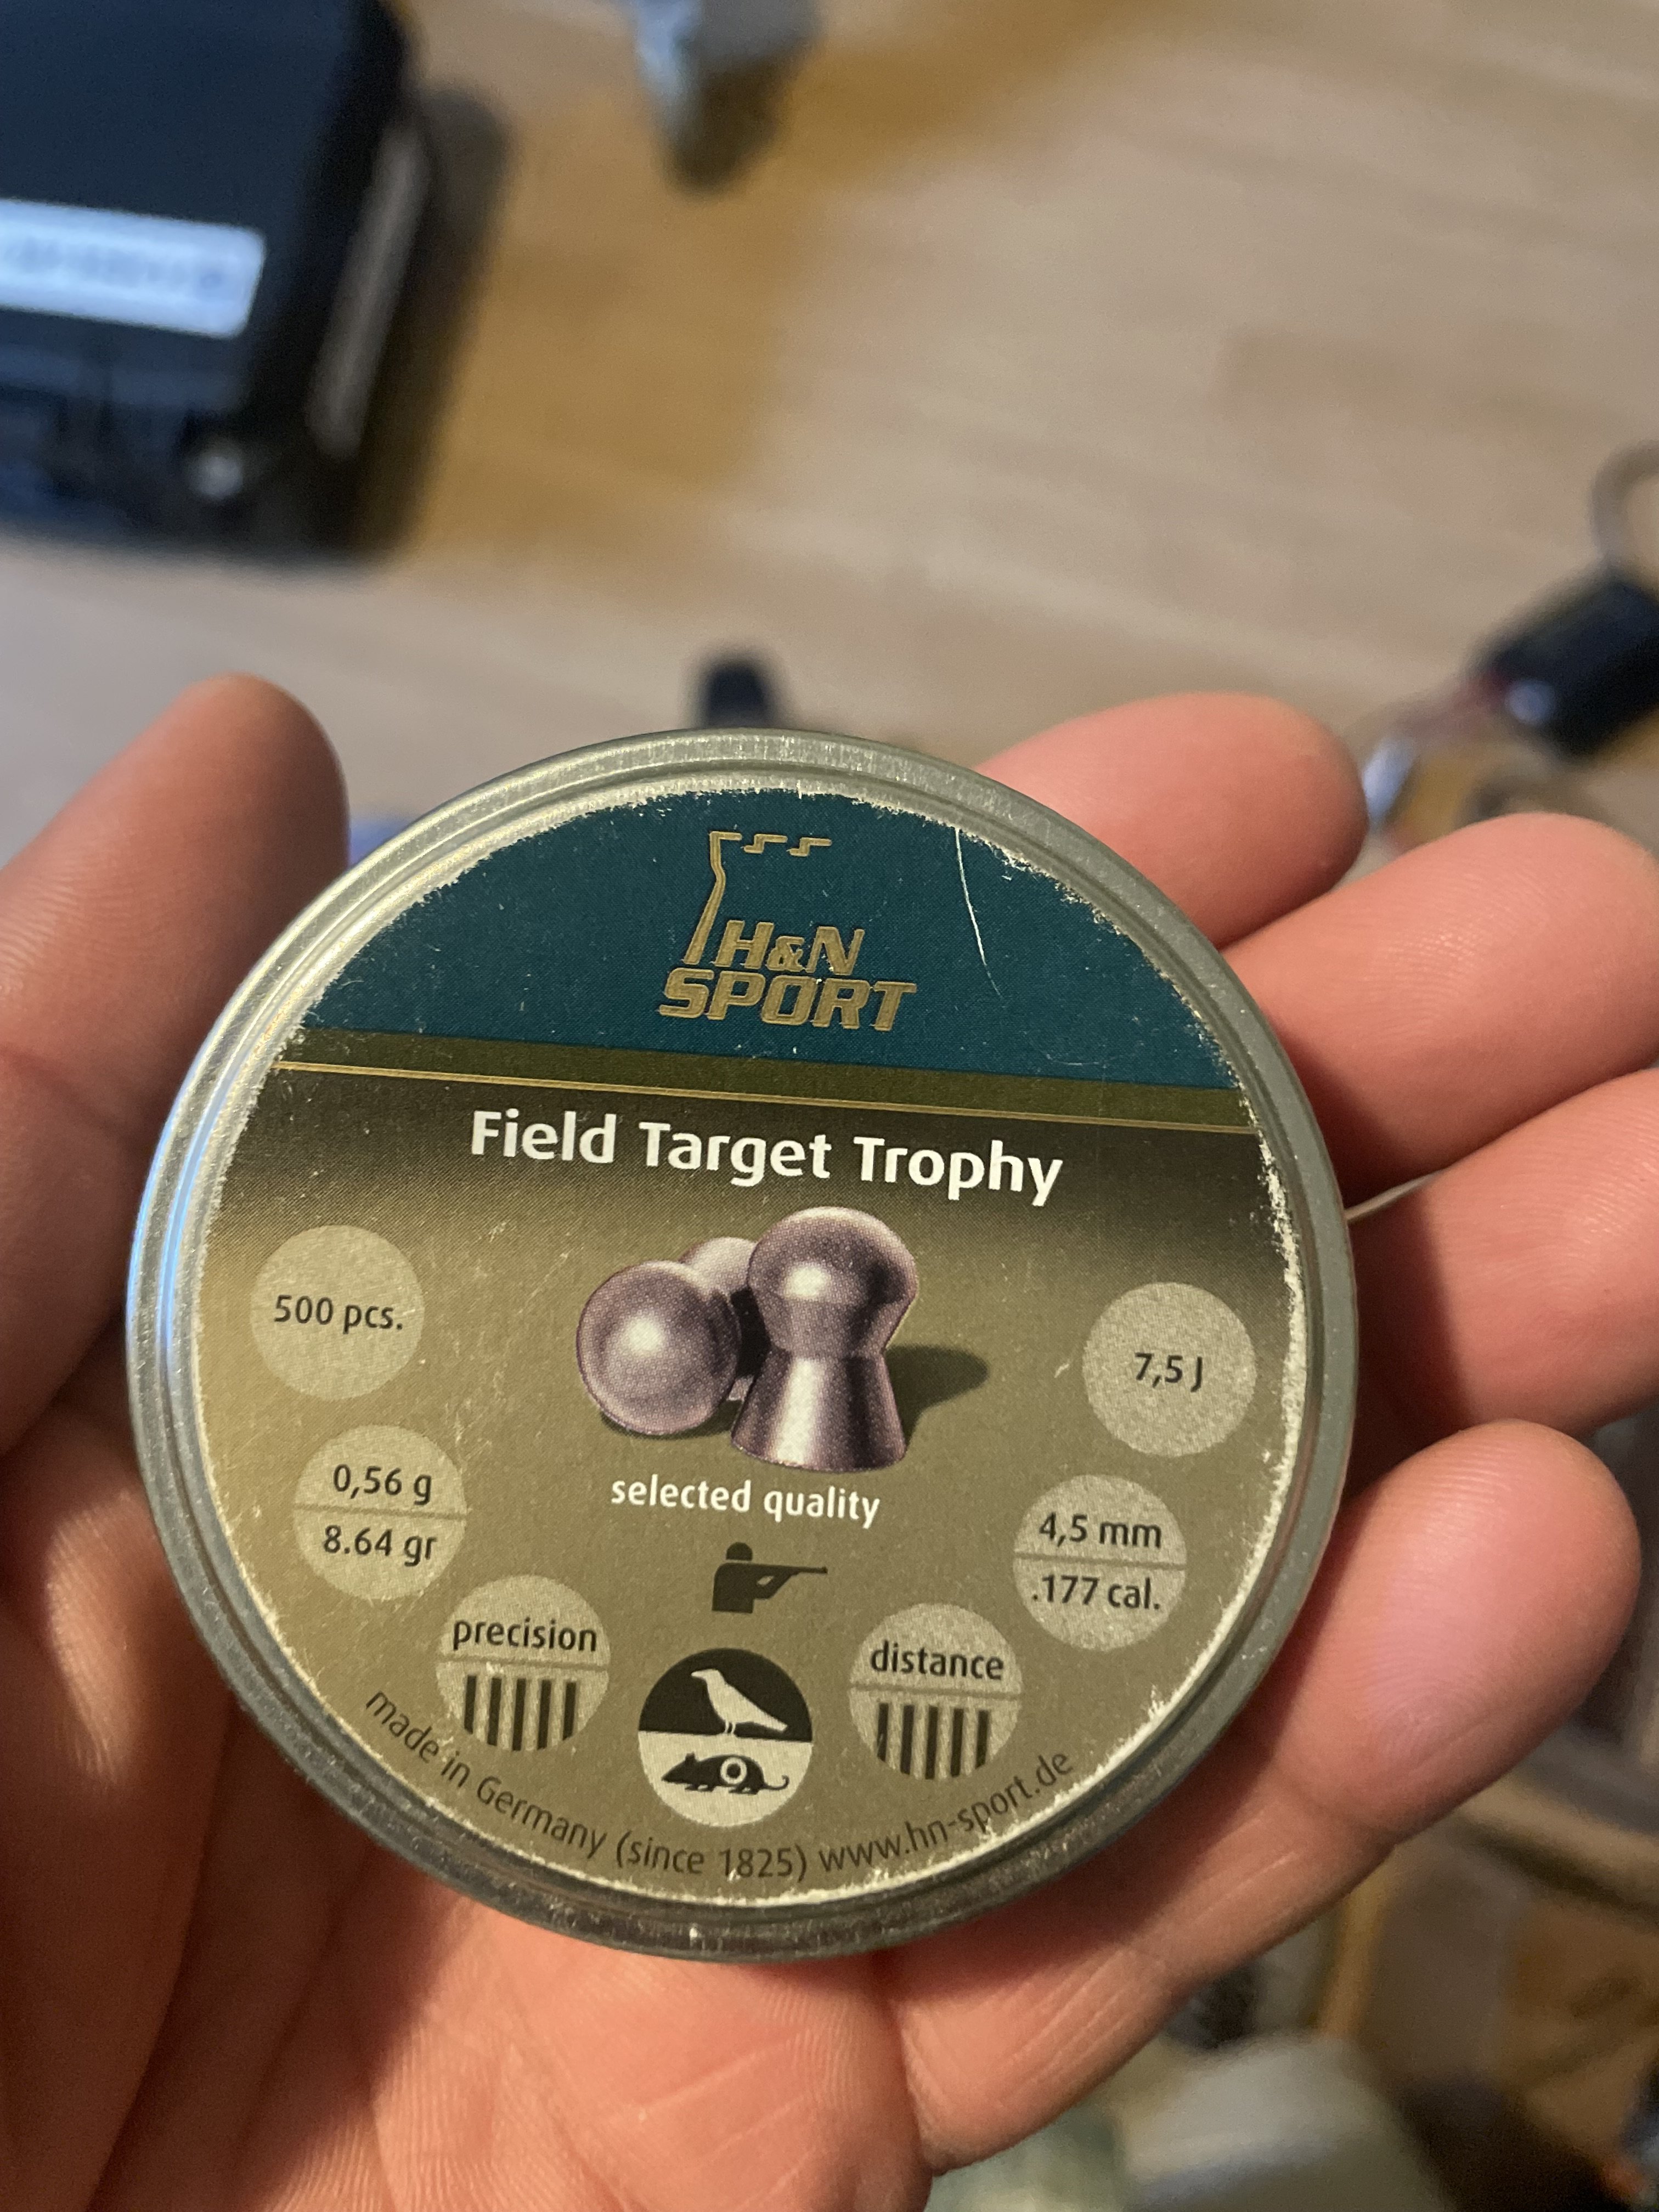 H&N
SPORT
Field Target Trophy
500 pcs.
7,5 J
0,56 g
8.64 gr
selected quality
4,5 mm
.177 cal.
precision
distance
made in Germany (since 1825) www.hn-sport.de